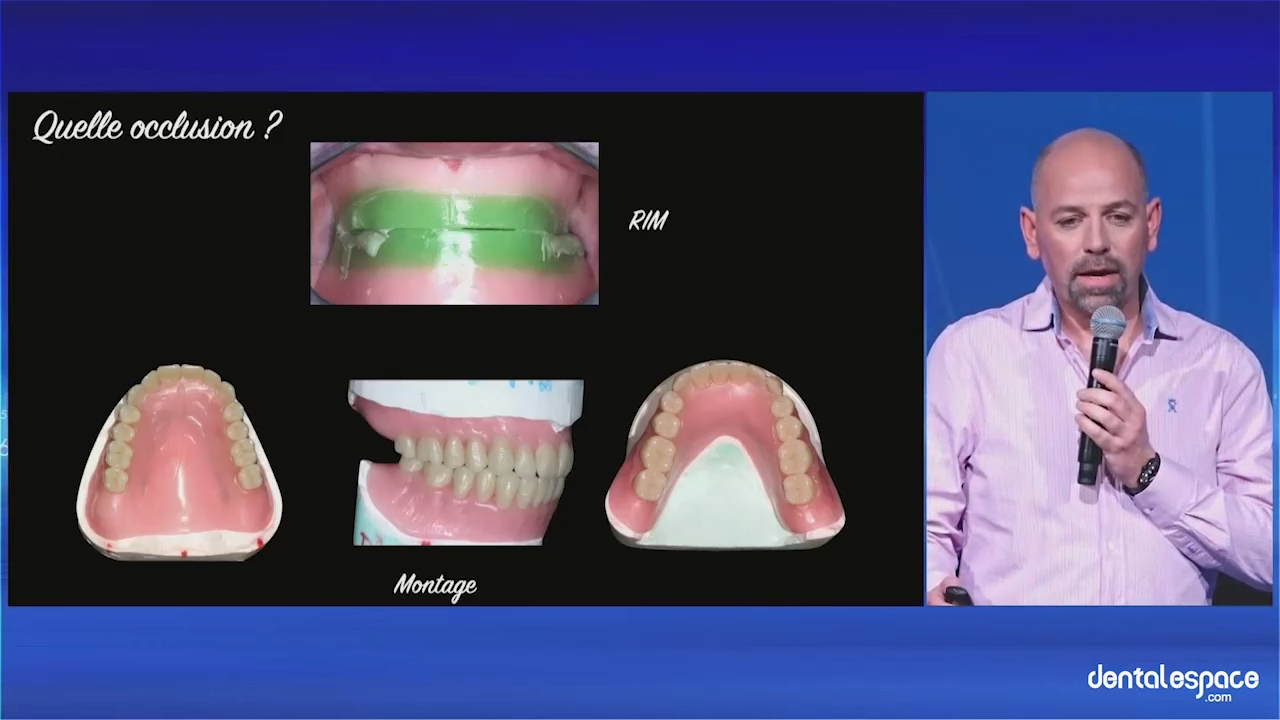 Quelle occlusion ?
RIM
Montage
dentalespace
.com